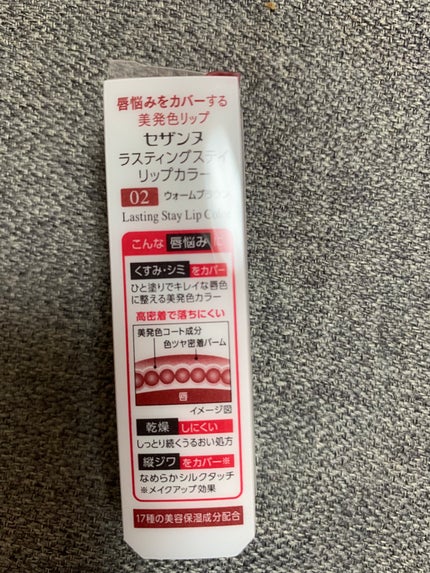 唇悩みをカバーする
美発色リップ
セザンヌ
ラスティングステイ
リップカラー
02 ウォームブラウン
Lasting Stay Lip Color
こんな 唇悩み に
くすみ・シミ をカバー
ひと塗りでキレイな唇色
に整える美発色カラー
高密着で落ちにくい
美発色コート成分
色ツヤ密着バーム
唇
イメージ図
乾燥 しにくい
しっとり続くうるおい処方
縦ジワ をカバー※
なめらかシルクタッチ
※メイクアップ効果
17種の美容保湿成分配合